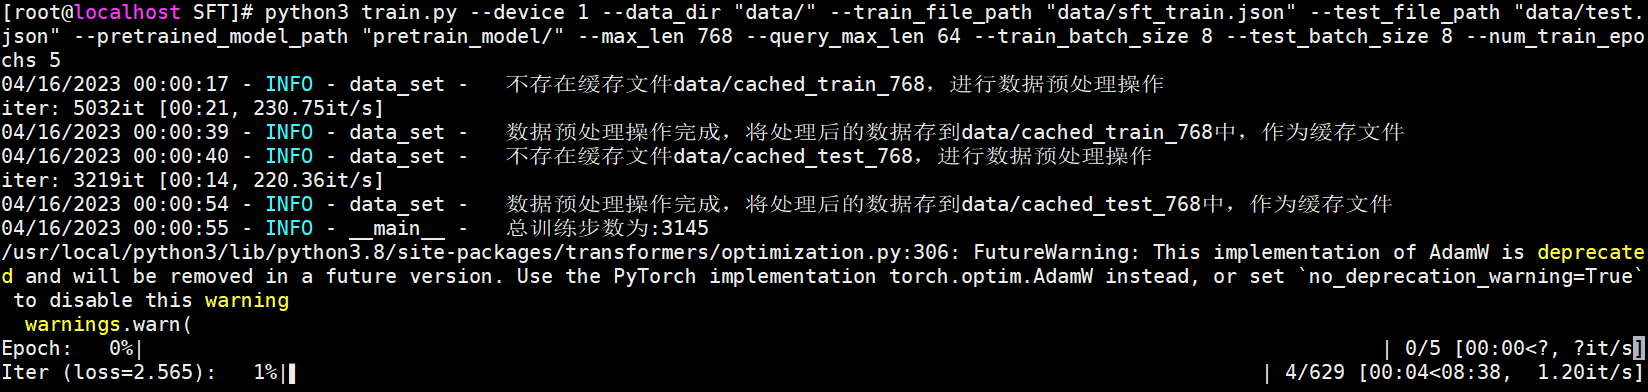 [root@localhost SFT]# python3 train.py --device 1 --data_dir "data/" --train_file_path "data/sft_train.json" --test_file_path "data/test.
json" --pretrained_model_path "pretrain_model/" --max_len 768 --query_max_len 64 --train_batch_size 8 --test_batch_size 8 --num_train_epo
chs 5
04/16/2023 00:00:17 - INFO - data_set -   不存在缓存文件data/cached_train_768，进行数据预处理操作
iter: 5032it [00:21, 230.75it/s]
04/16/2023 00:00:39 - INFO - data_set -   数据预处理操作完成，将处理后的数据存到data/cached_train_768中，作为缓存文件
04/16/2023 00:00:40 - INFO - data_set -   不存在缓存文件data/cached_test_768，进行数据预处理操作
iter: 3219it [00:14, 220.36it/s]
04/16/2023 00:00:54 - INFO - data_set -   数据预处理操作完成，将处理后的数据存到data/cached_test_768中，作为缓存文件
04/16/2023 00:00:55 - INFO - __main__ -   总训练步数为:3145
/usr/local/python3/lib/python3.8/site-packages/transformers/optimization.py:306: FutureWarning: This implementation of AdamW is deprecate
d and will be removed in a future version. Use the PyTorch implementation torch.optim.AdamW instead, or set `no_deprecation_warning=True`
 to disable this warning
  warnings.warn(
Epoch:   0%|                                                  | 0/5 [00:00<?, ?it/s]
Iter (loss=2.565):   1%|▌                                     | 4/629 [00:04<08:38,  1.20it/s]